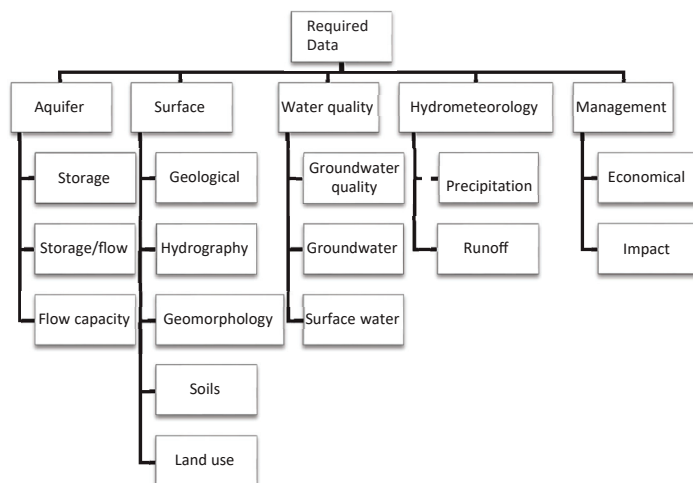 Required
Data
Aquifer
Surface
Water quality
Hydrometeorology
Management
Storage
Storage/flow
Flow capacity
Geological
Hydrography
Geomorphology
Soils
Land use
Groundwater
quality
Groundwater
Surface water
Precipitation
Runoff
Economical
Impact